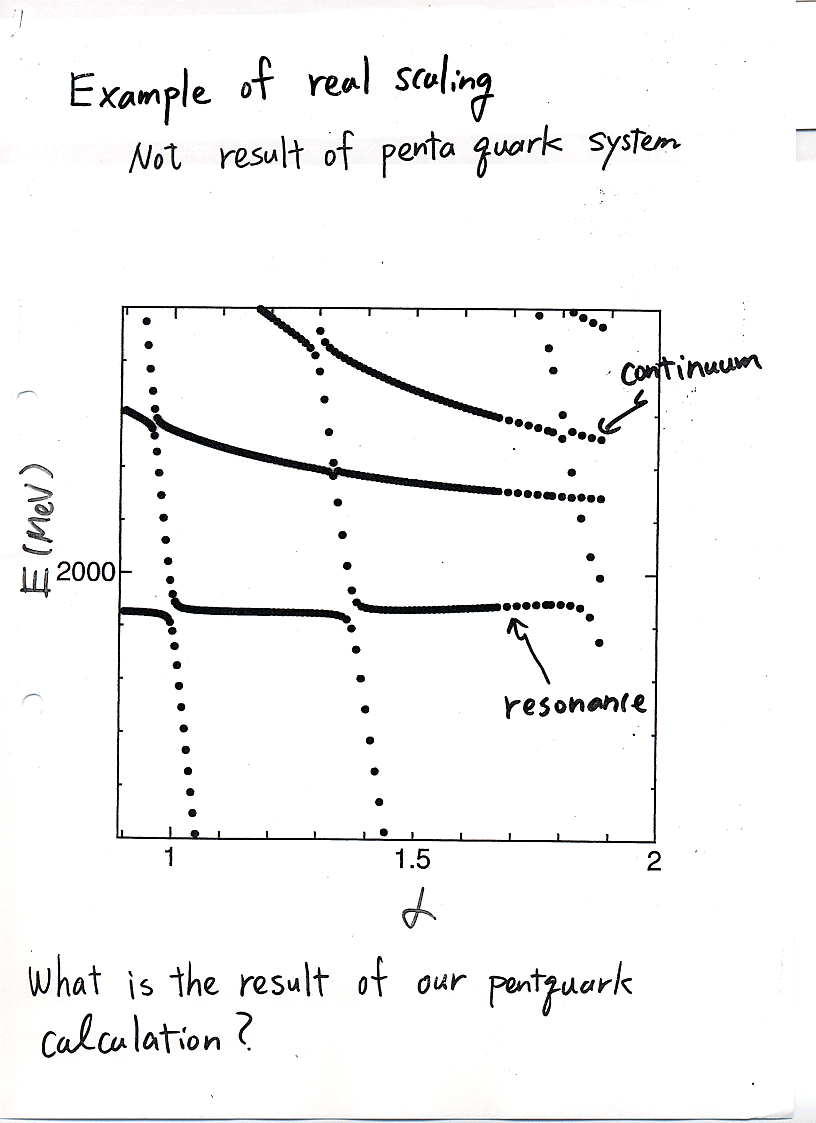 Example of real scaling
Not result of penta quark system
continuum
E (MeV)
2000
resonance
1 1.5 2
α
What is the result of our pentquark
calculation?